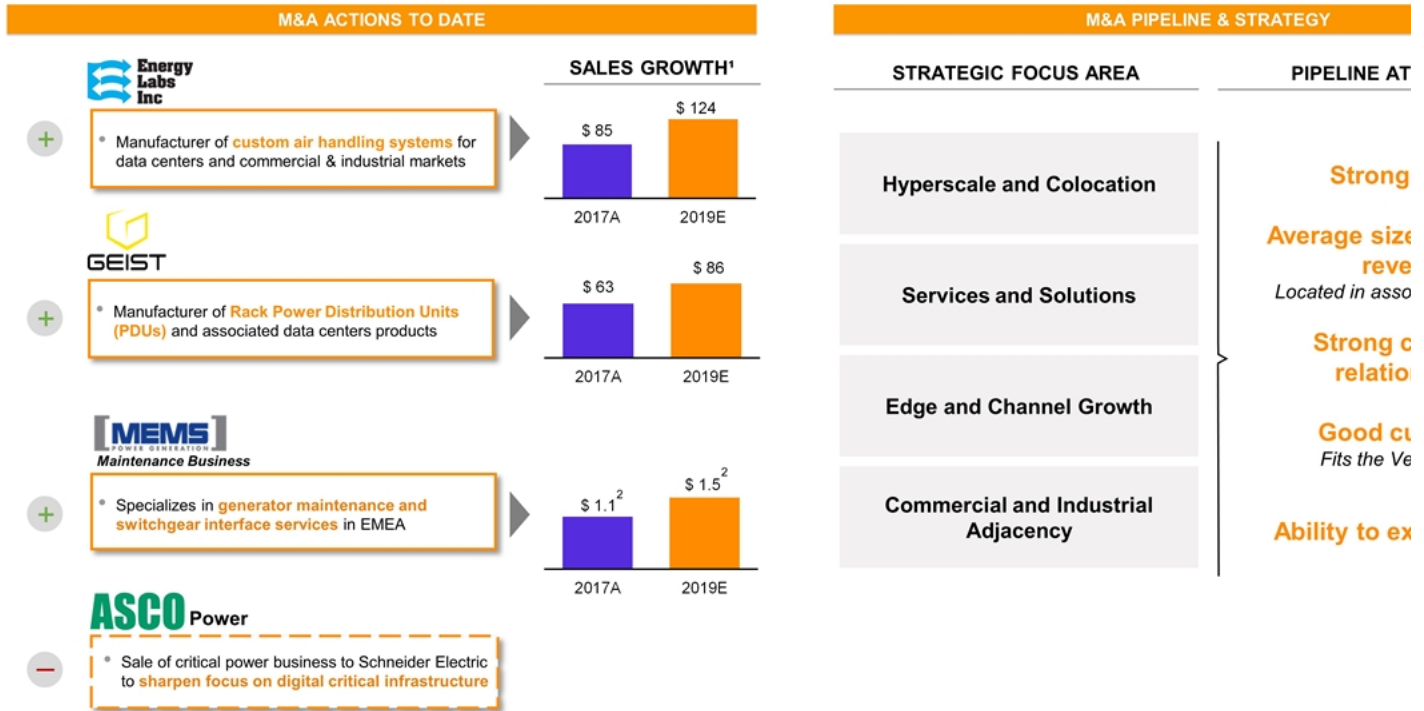 M&A ACTIONS TO DATE
Energy
Labs
Inc
SALES GROWTH¹
• Manufacturer of custom air handling systems for
data centers and commercial & industrial markets
$ 85
$ 124
2017A
2019E
GEIST
• Manufacturer of Rack Power Distribution Units
(PDUs) and associated data centers products
$ 63
$ 86
2017A
2019E
[MEMS]
POWER GENERATION
Maintenance Business
• Specializes in generator maintenance and
switchgear interface services in EMEA
$ 1.1²
$ 1.5²
2017A
2019E
ASCO Power
• Sale of critical power business to Schneider Electric
to sharpen focus on digital critical infrastructure
M&A PIPELINE & STRATEGY
STRATEGIC FOCUS AREA
Hyperscale and Colocation
Services and Solutions
Edge and Channel Growth
Commercial and Industrial
Adjacency
PIPELINE AT
Strong
Average size
reve
Located in asso
Strong c
relatio
Good cu
Fits the Ve
Ability to ex